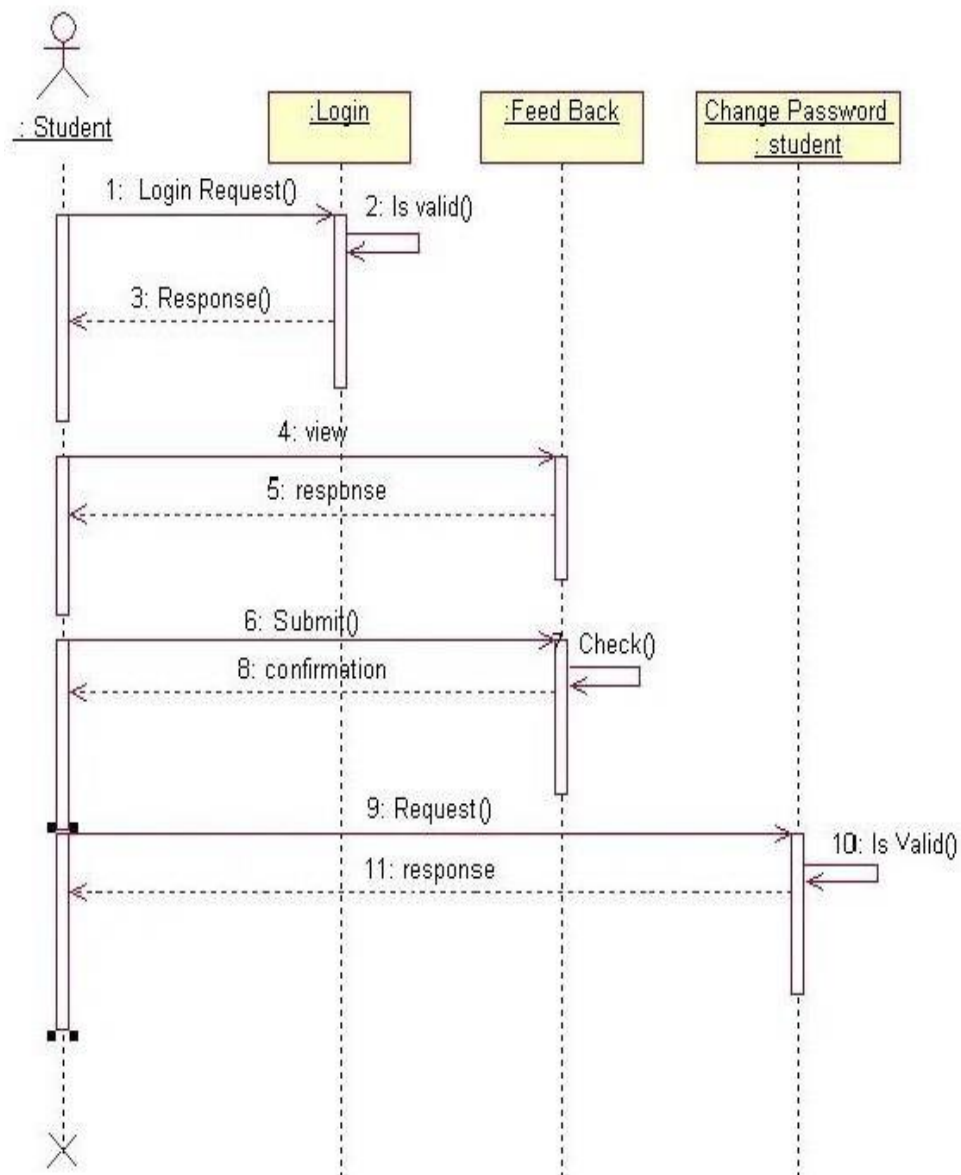 : Student
:Login
:Feed Back
Change Password
: student
1: Login Request()
2: Is valid()
3: Response()
4: view
5: response
6: Submit()
7 Check()
8: confirmation
9: Request()
10: Is Valid()
11: response